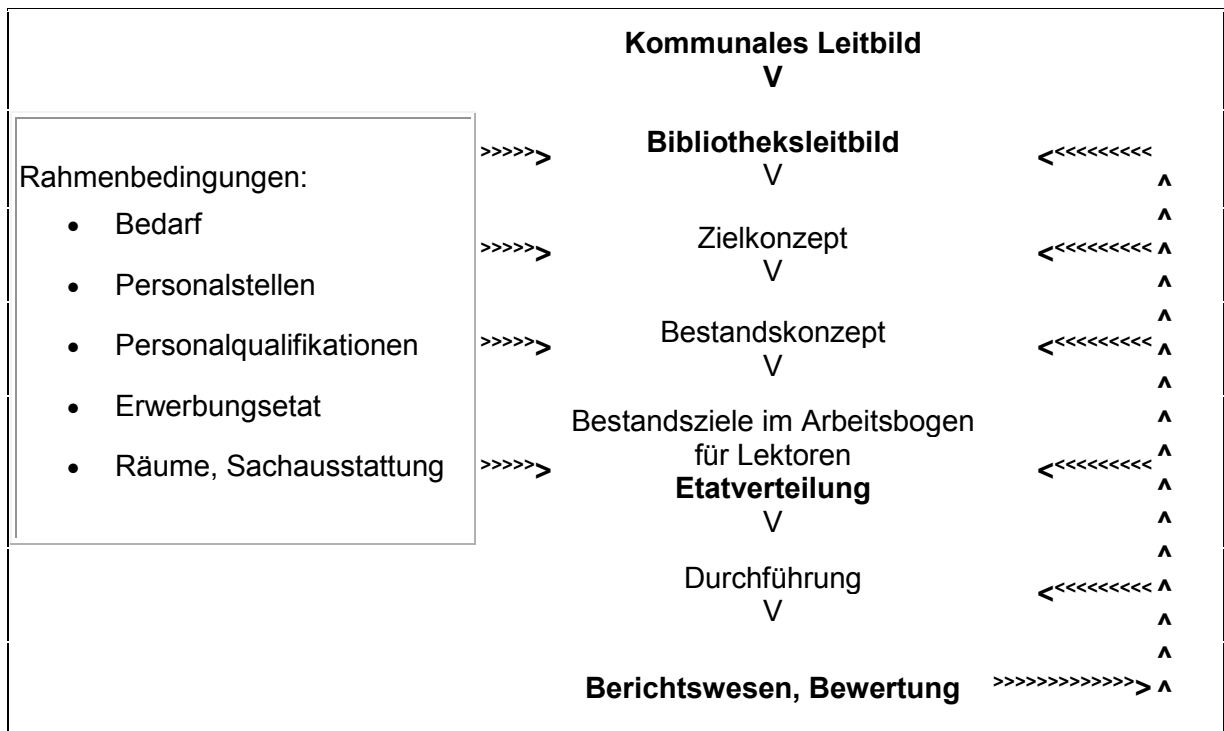 Kommunales Leitbild
V
Rahmenbedingungen:
• Bedarf
• Personalstellen
• Personalqualifikationen
• Erwerbungsetat
• Räume, Sachausstattung
>>>>>> Bibliotheksleitbild <<<<<<<<<<
V ^
^
>>>>>> Zielkonzept <<<<<<<<<< ^
V ^
^
>>>>>> Bestandskonzept <<<<<<<<<< ^
V ^
Bestandsziele im Arbeitsbogen ^
>>>>>> für Lektoren <<<<<<<<<< ^
Etatverteilung ^
V ^
^
Durchführung <<<<<<<<<< ^
V ^
^
Berichtswesen, Bewertung >>>>>>>>>>>>>> ^